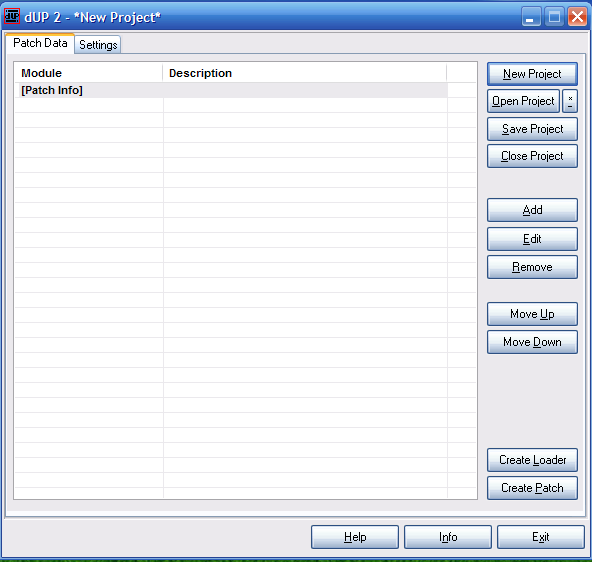 dUP dUP 2 - *New Project*
Patch Data Settings
Module Description
[Patch Info]
New Project
Open Project *
Save Project
Close Project
Add
Edit
Remove
Move Up
Move Down
Create Loader
Create Patch
Help Info Exit